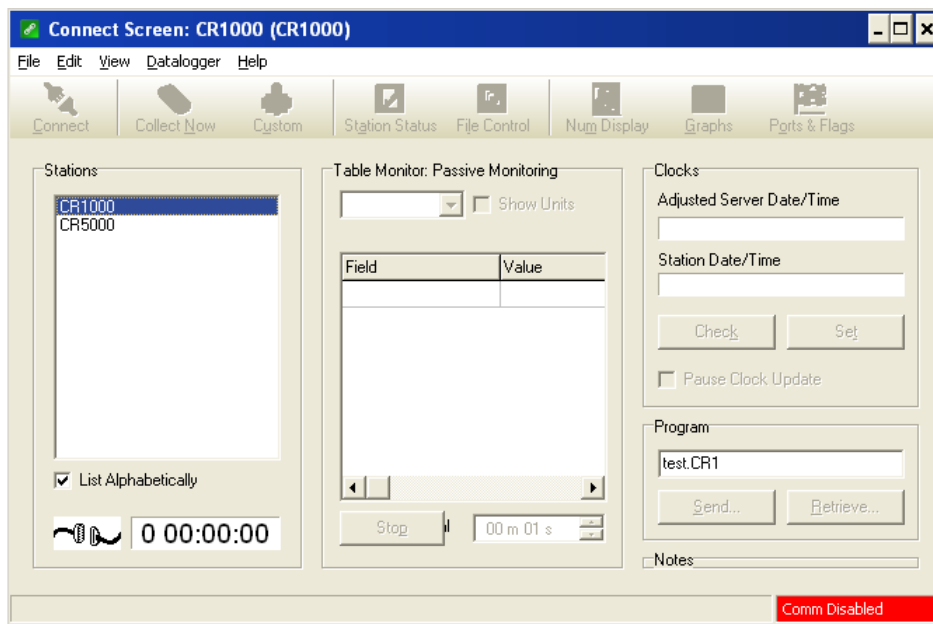 Connect Screen: CR1000 (CR1000)
File Edit View Datalogger Help
Connect Collect Now Custom Station Status File Control Num Display Graphs Ports & Flags
Stations
CR1000
CR5000
List Alphabetically
0 00:00:00
Table Monitor: Passive Monitoring
Show Units
Field Value
Stop
00 m 01 s
Clocks
Adjusted Server Date/Time
Station Date/Time
Check Set
Pause Clock Update
Program
test.CR1
Send... Retrieve...
Notes
Comm Disabled